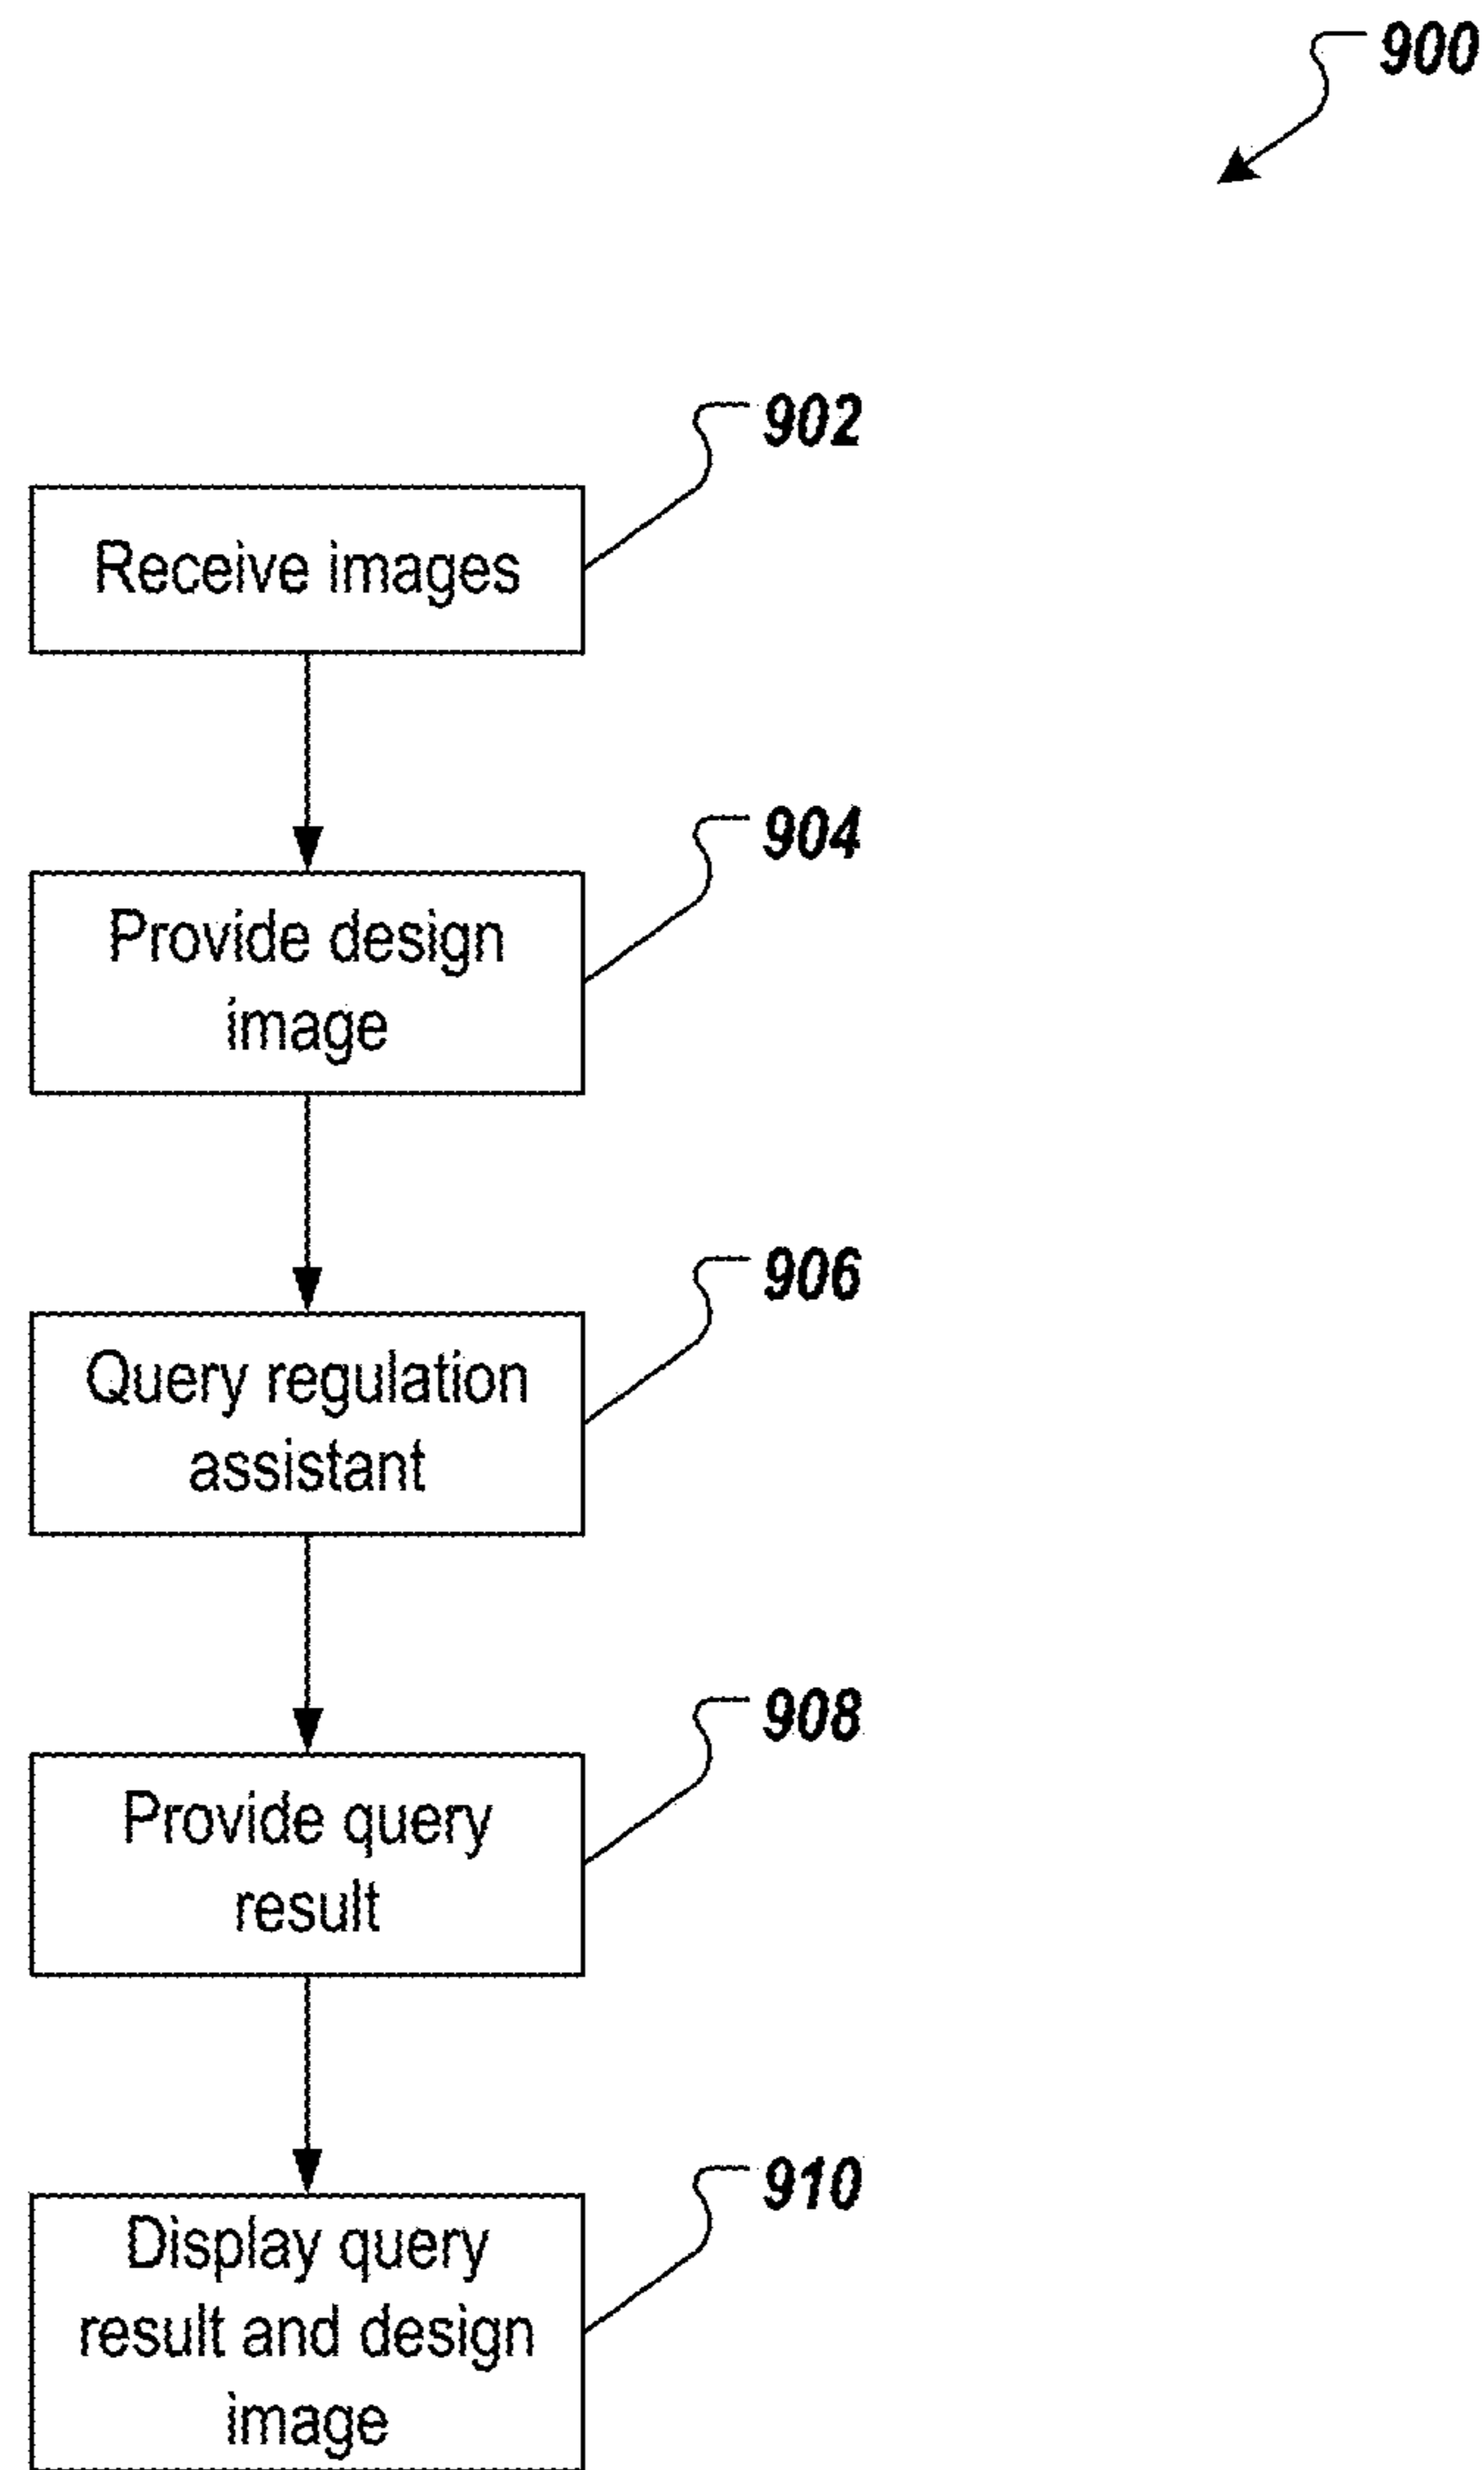 900
902
Receive images
904
Provide design
image
906
Query regulation
assistant
908
Provide query
result
910
Display query
result and design
image